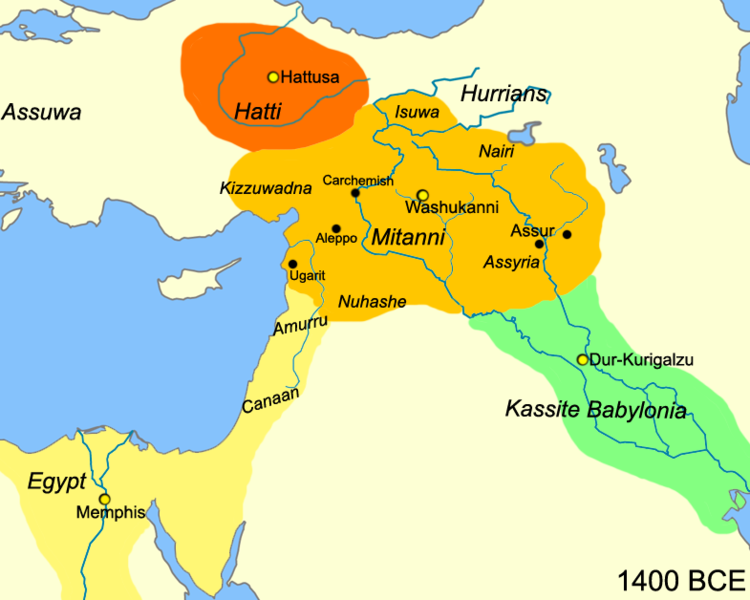 Hattusa
Hurrians
Assuwa
Hatti
Isuwa
Nairi
Carchemish
Kizzuwadna
Washukanni
Aleppo
Mitanni
Assur
Assyria
Ugarit
Nuhashe
Amurru
Dur-Kurigalzu
Canaan
Kassite Babylonia
Egypt
Memphis
1400 BCE